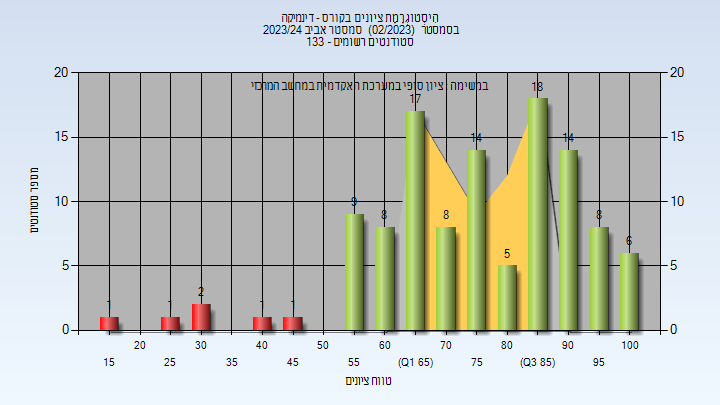 הִיסְטוֹגְרָמַת ציונים בקורס - דינמיקה
בסמסטר (02/2023) סמסטר אביב 2023/24
סטודנטים רשומים - 133
במשימה ציון סופי במערכת האקדמית במחשב המרכזי
מספר סטודנטים
20 20
15 15
10 10
5 5
0 0
1 1 2 1 1 9 8 17 8 14 5 18 14 8 6
20 30 40 50 60 70 80 90 100
15 25 35 45 55 (Q1 65) 75 (Q3 85) 95
טווח ציונים